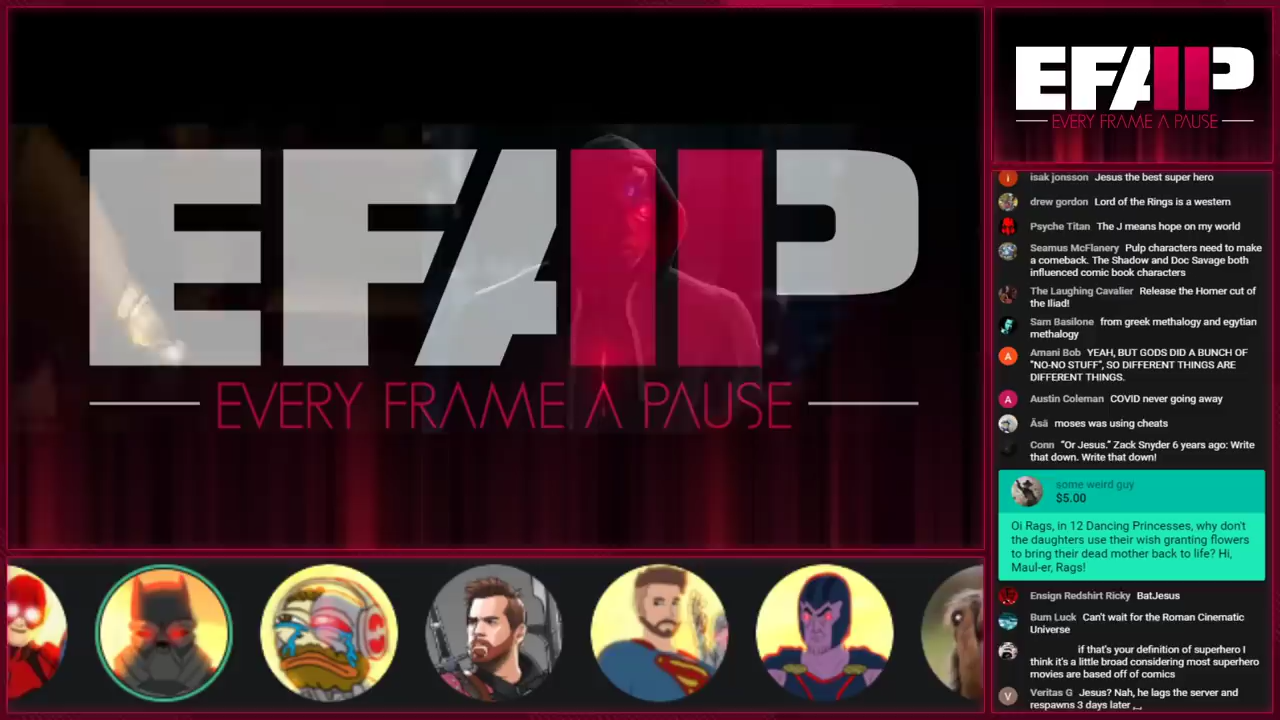 EFAP
EVERY FRAME A PAUSE
EFAP
EVERY FRAME A PAUSE
isak jonsson Jesus the best super hero
drew gordon Lord of the Rings is a western
Psyche Titan The J means hope on my world
Seamus McFlanery Pulp characters need to make
a comeback. The Shadow and Doc Savage both
influenced comic book characters
The Laughing Cavalier Release the Homer cut of
the Iliad!
Sam Basilone from greek methalogy and egytian
methalogy
A
Amani Bob YEAH, BUT GODS DID A BUNCH OF
"NO-NO STUFF", SO DIFFERENT THINGS ARE
DIFFERENT THINGS.
A
Austin Coleman COVID never going away
Äsä moses was using cheats
Conn “Or Jesus.” Zack Snyder 6 years ago: Write
that down. Write that down!
some weird guy
$5.00
Oi Rags, in 12 Dancing Princesses, why don't
the daughters use their wish granting flowers
to bring their dead mother back to life? Hi,
Maul-er, Rags!
Ensign Redshirt Ricky BatJesus
Bum Luck Can't wait for the Roman Cinematic
Universe
if that's your definition of superhero I
think it's a little broad considering most superhero
movies are based off of comics
V
Veritas G Jesus? Nah, he lags the server and
respawns 3 days later